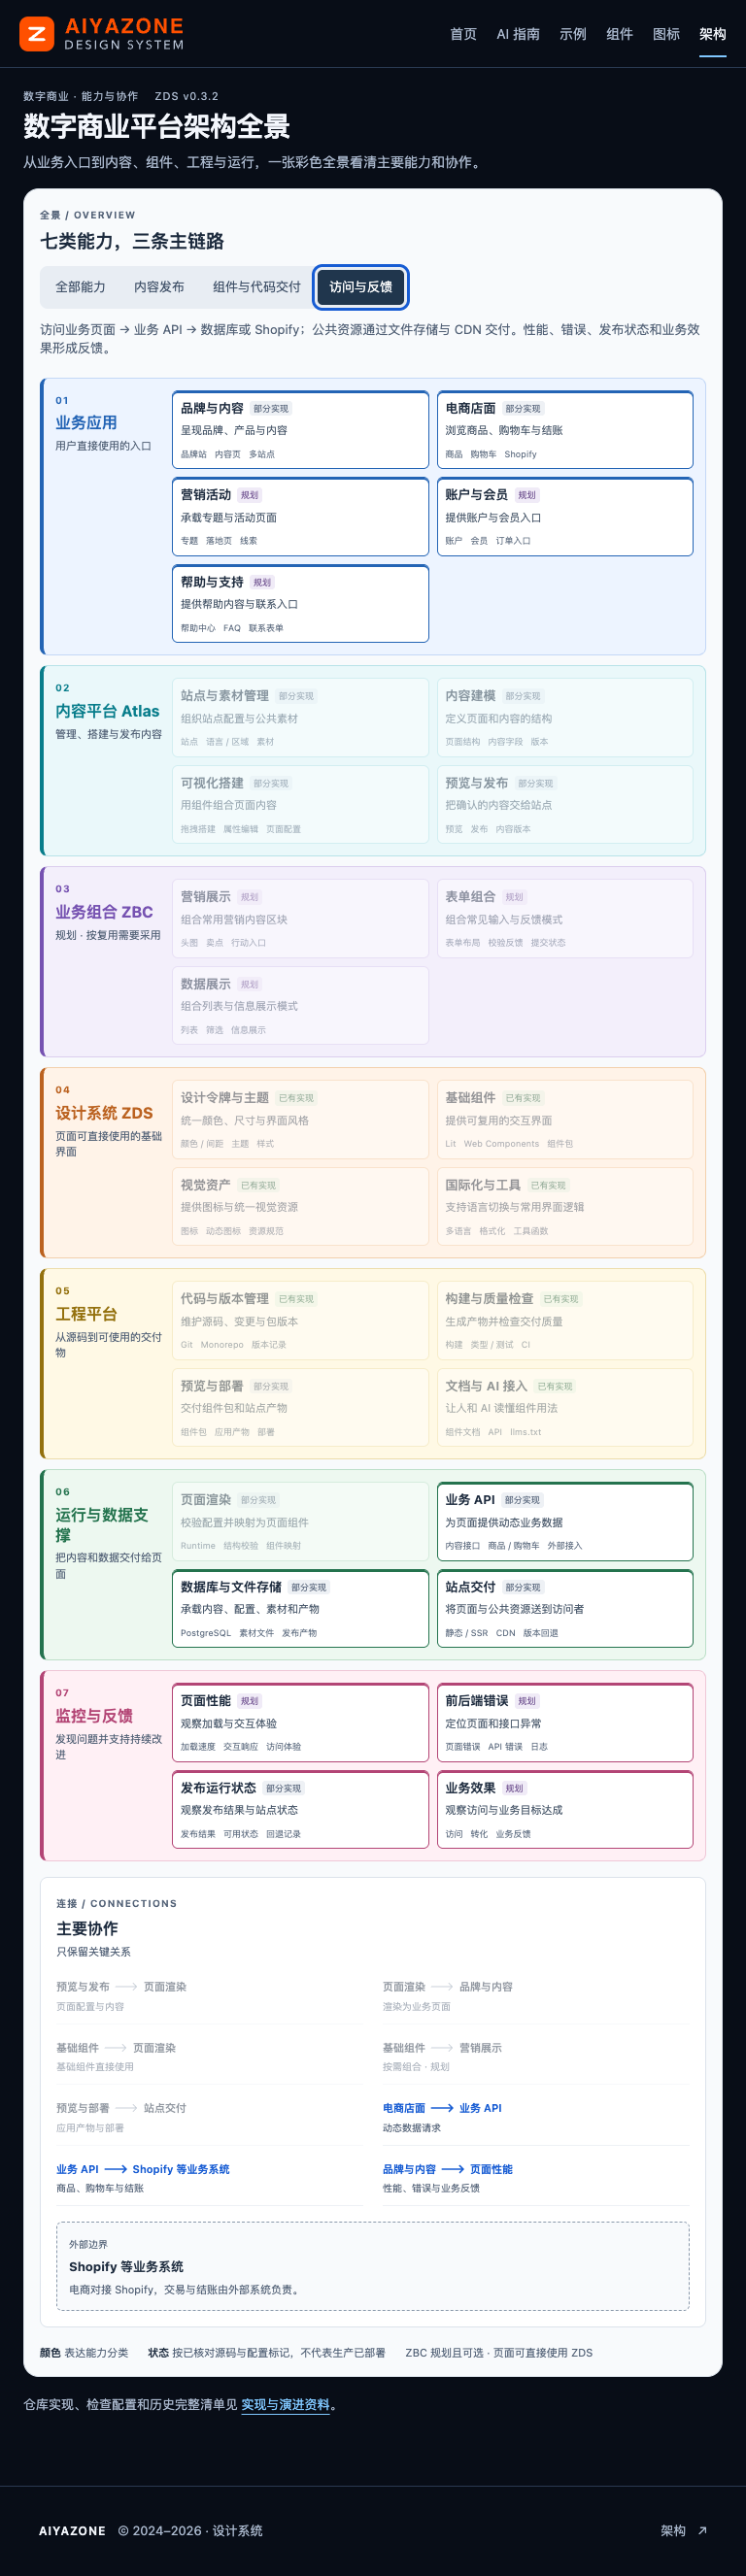 AIYAZONE
DESIGN SYSTEM
首页 AI 指南 示例 组件 图标 架构
数字商业 · 能力与协作 ZDS v0.3.2
数字商业平台架构全景
从业务入口到内容、组件、工程与运行，一张彩色全景看清主要能力和协作。
全景 / OVERVIEW
七类能力，三条主链路
全部能力 内容发布 组件与代码交付 访问与反馈
访问业务页面 → 业务 API → 数据库或 Shopify；公共资源通过文件存储与 CDN 交付。性能、错误、发布状态和业务效
果形成反馈。
01
业务应用
用户直接使用的入口
品牌与内容 部分实现
呈现品牌、产品与内容
品牌站 内容页 多站点
电商店面 部分实现
浏览商品、购物车与结账
商品 购物车 Shopify
营销活动 规划
承载专题与活动页面
专题 落地页 线索
账户与会员 规划
提供账户与会员入口
账户 会员 订单入口
帮助与支持 规划
提供帮助内容与联系入口
帮助中心 FAQ 联系表单
02
内容平台 Atlas
管理、搭建与发布内容
站点与素材管理 部分实现
组织站点配置与公共素材
站点 语言 / 区域 素材
内容建模 部分实现
定义页面和内容的结构
页面结构 内容字段 版本
可视化搭建 部分实现
用组件组合页面内容
拖拽搭建 属性编辑 页面配置
预览与发布 部分实现
把确认的内容交给站点
预览 发布 内容版本
03
业务组合 ZBC
规划 · 按复用需要采用
营销展示 规划
组合常用营销内容区块
头图 卖点 行动入口
表单组合 规划
组合常见输入与反馈模式
表单布局 校验反馈 提交状态
数据展示 规划
组合列表与信息展示模式
列表 筛选 信息展示
04
设计系统 ZDS
页面可直接使用的基础
界面
设计令牌与主题 已有实现
统一颜色、尺寸与界面风格
颜色 / 间距 主题 样式
基础组件 已有实现
提供可复用的交互界面
Lit Web Components 组件包
视觉资产 已有实现
提供图标与统一视觉资源
图标 动态图标 资源规范
国际化与工具 已有实现
支持语言切换与常用界面逻辑
多语言 格式化 工具函数
05
工程平台
从源码到可使用的交付
物
代码与版本管理 已有实现
维护源码、变更与包版本
Git Monorepo 版本记录
构建与质量检查 已有实现
生成产物并检查交付质量
构建 类型 / 测试 CI
预览与部署 部分实现
交付组件包和站点产物
组件包 应用产物 部署
文档与 AI 接入 已有实现
让人和 AI 读懂组件用法
组件文档 API llms.txt
06
运行与数据支
撑
把内容和数据交付给页
面
页面渲染 部分实现
校验配置并映射为页面组件
Runtime 结构校验 组件映射
业务 API 部分实现
为页面提供动态业务数据
内容接口 商品 / 购物车 外部接入
数据库与文件存储 部分实现
承载内容、配置、素材和产物
PostgreSQL 素材文件 发布产物
站点交付 部分实现
将页面与公共资源送到访问者
静态 / SSR CDN 版本回退
07
监控与反馈
发现问题并支持持续改
进
页面性能 规划
观察加载与交互体验
加载速度 交互响应 访问体验
前后端错误 规划
定位页面和接口异常
页面错误 API 错误 日志
发布运行状态 部分实现
观察发布结果与站点状态
发布结果 可用状态 回退记录
业务效果 规划
观察访问与业务目标达成
访问 转化 业务反馈
连接 / CONNECTIONS
主要协作
只保留关键关系
预览与发布 → 页面渲染
页面配置与内容
页面渲染 → 品牌与内容
渲染为业务页面
基础组件 → 页面渲染
基础组件直接使用
基础组件 → 营销展示
按需组合 · 规划
预览与部署 → 站点交付
应用产物与部署
电商店面 → 业务 API
动态数据请求
业务 API → Shopify 等业务系统
商品、购物车与结账
品牌与内容 → 页面性能
性能、错误与业务反馈
外部边界
Shopify 等业务系统
电商对接 Shopify，交易与结账由外部系统负责。
颜色 表达能力分类 状态 按已核对源码与配置标记，不代表生产已部署 ZBC 规划且可选 · 页面可直接使用 ZDS
仓库实现、检查配置和历史完整清单见 实现与演进资料。
AIYAZONE © 2024–2026 · 设计系统
架构 ↗